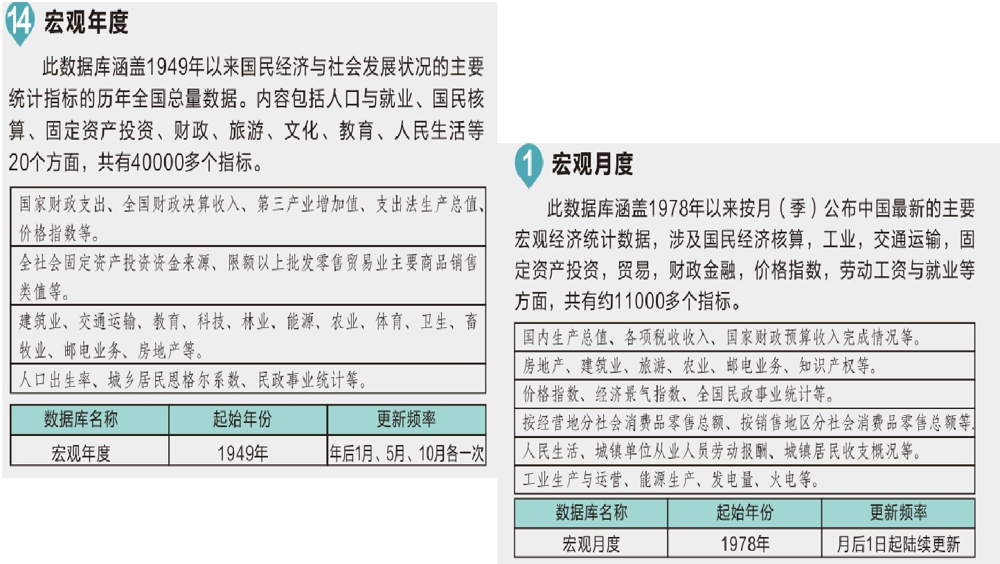 14 宏观年度
此数据库涵盖1949年以来国民经济与社会发展状况的主要
统计指标的历年全国总量数据。内容包括人口与就业、国民核
算、固定资产投资、财政、旅游、文化、教育、人民生活等
20个方面，共有40000多个指标。
国家财政支出、全国财政决算收入、第三产业增加值、支出法生产总值、
价格指数等。
全社会固定资产投资资金来源、限额以上批发零售贸易业主要商品销售
类值等。
建筑业、交通运输、教育、科技、林业、能源、农业、体育、卫生、畜
牧业、邮电业务、房地产等。
人口出生率、城乡居民恩格尔系数、民政事业统计等。
数据库名称 起始年份 更新频率
宏观年度 1949年 年后1月、5月、10月各一次
1 宏观月度
此数据库涵盖1978年以来按月（季）公布中国最新的主要
宏观经济统计数据，涉及国民经济核算，工业，交通运输，固
定资产投资，贸易，财政金融，价格指数，劳动工资与就业等
方面，共有约11000多个指标。
国内生产总值、各项税收收入、国家财政预算收入完成情况等。
房地产、建筑业、旅游、农业、邮电业务、知识产权等。
价格指数、经济景气指数、全国民政事业统计等。
按经营地分社会消费品零售总额、按销售地区分社会消费品零售总额等.
人民生活、城镇单位从业人员劳动报酬、城镇居民收支概况等。
工业生产与运营、能源生产、发电量、火电等。
数据库名称 起始年份 更新频率
宏观月度 1978年 月后1日起陆续更新